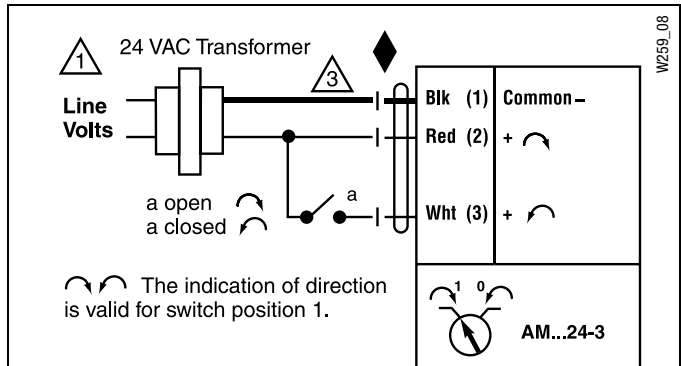 W259_08
1
24 VAC Transformer
3
Line
Volts
Blk (1) Common –
Red (2) +
a
Wht (3) +
a open
a closed
The indication of direction
is valid for switch position 1.
1 0
AM...24-3